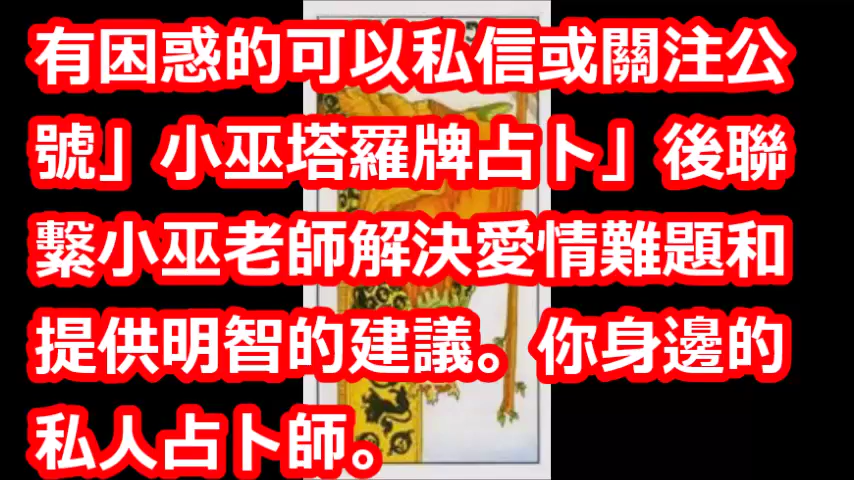 有困惑的可以私信或關注公
號」小巫塔羅牌占卜」後聯
繫小巫老師解決愛情難題和
提供明智的建議。你身邊的
私人占卜師。